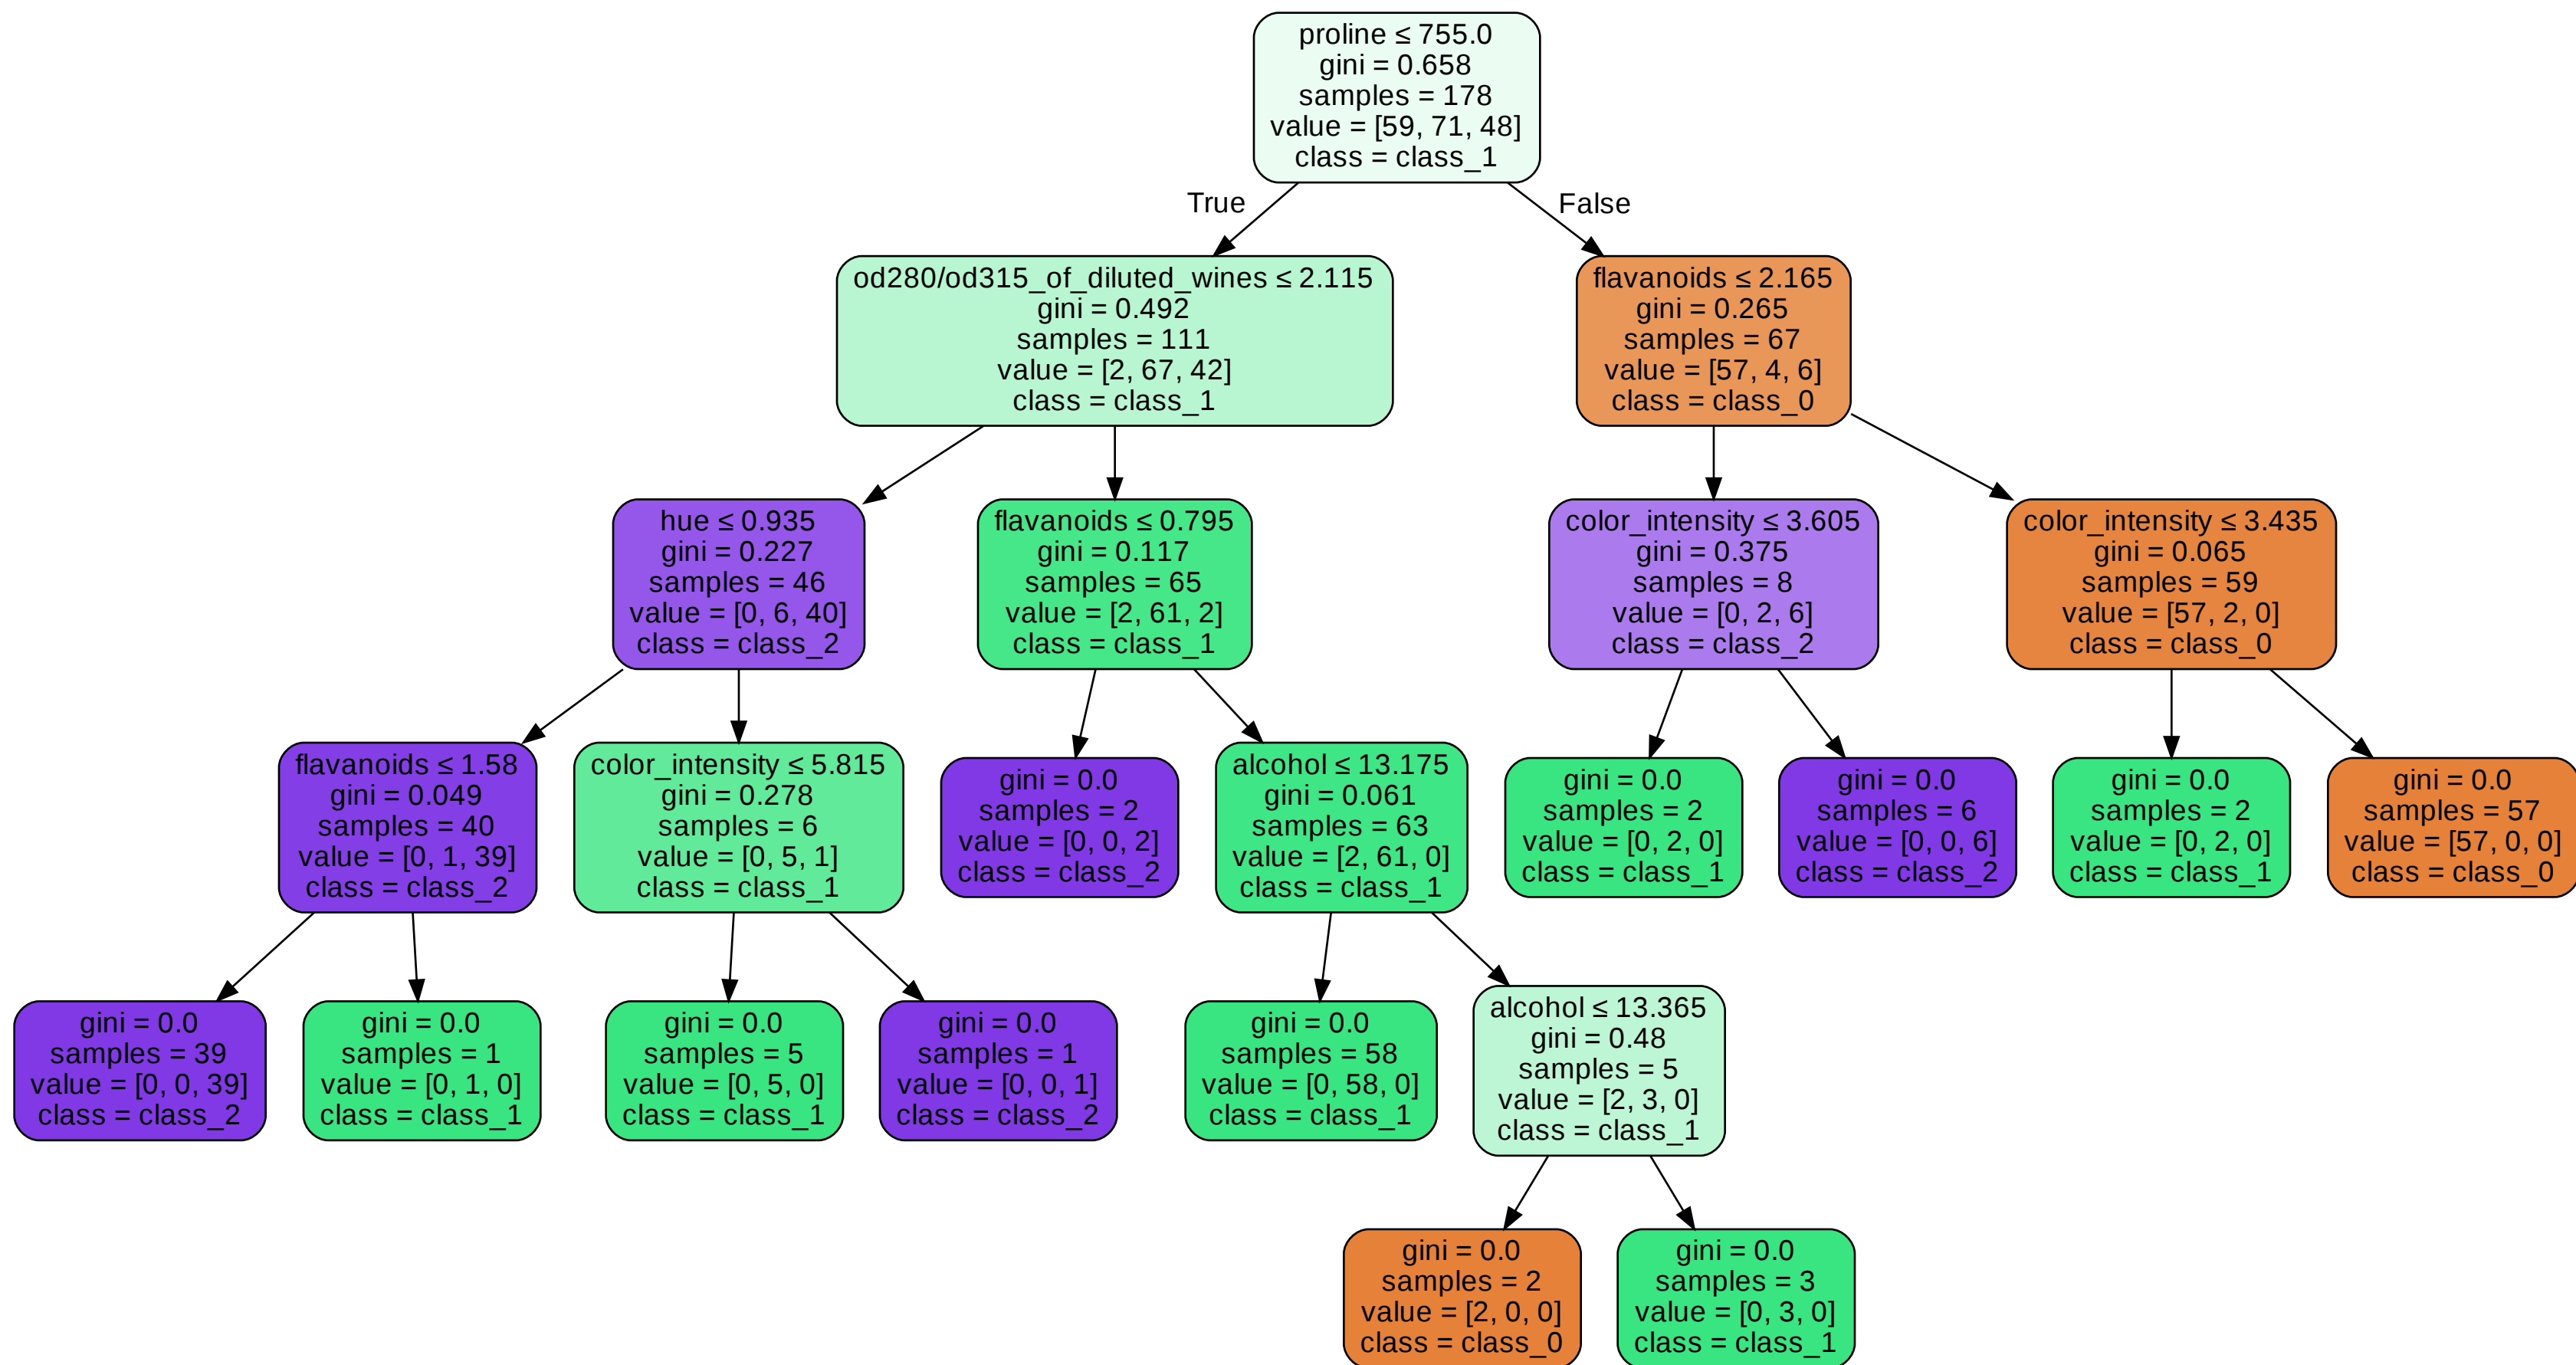 proline ≤ 755.0
gini = 0.658
samples = 178
value = [59, 71, 48]
class = class_1
True
False
od280/od315_of_diluted_wines ≤ 2.115
gini = 0.492
samples = 111
value = [2, 67, 42]
class = class_1
flavanoids ≤ 2.165
gini = 0.265
samples = 67
value = [57, 4, 6]
class = class_0
hue ≤ 0.935
gini = 0.227
samples = 46
value = [0, 6, 40]
class = class_2
flavanoids ≤ 0.795
gini = 0.117
samples = 65
value = [2, 61, 2]
class = class_1
color_intensity ≤ 3.605
gini = 0.375
samples = 8
value = [0, 2, 6]
class = class_2
color_intensity ≤ 3.435
gini = 0.065
samples = 59
value = [57, 2, 0]
class = class_0
flavanoids ≤ 1.58
gini = 0.049
samples = 40
value = [0, 1, 39]
class = class_2
color_intensity ≤ 5.815
gini = 0.278
samples = 6
value = [0, 5, 1]
class = class_1
gini = 0.0
samples = 2
value = [0, 0, 2]
class = class_2
alcohol ≤ 13.175
gini = 0.061
samples = 63
value = [2, 61, 0]
class = class_1
gini = 0.0
samples = 2
value = [0, 2, 0]
class = class_1
gini = 0.0
samples = 6
value = [0, 0, 6]
class = class_2
gini = 0.0
samples = 2
value = [0, 2, 0]
class = class_1
gini = 0.0
samples = 57
value = [57, 0, 0]
class = class_0
gini = 0.0
samples = 39
value = [0, 0, 39]
class = class_2
gini = 0.0
samples = 1
value = [0, 1, 0]
class = class_1
gini = 0.0
samples = 5
value = [0, 5, 0]
class = class_1
gini = 0.0
samples = 1
value = [0, 0, 1]
class = class_2
gini = 0.0
samples = 58
value = [0, 58, 0]
class = class_1
alcohol ≤ 13.365
gini = 0.48
samples = 5
value = [2, 3, 0]
class = class_1
gini = 0.0
samples = 2
value = [2, 0, 0]
class = class_0
gini = 0.0
samples = 3
value = [0, 3, 0]
class = class_1